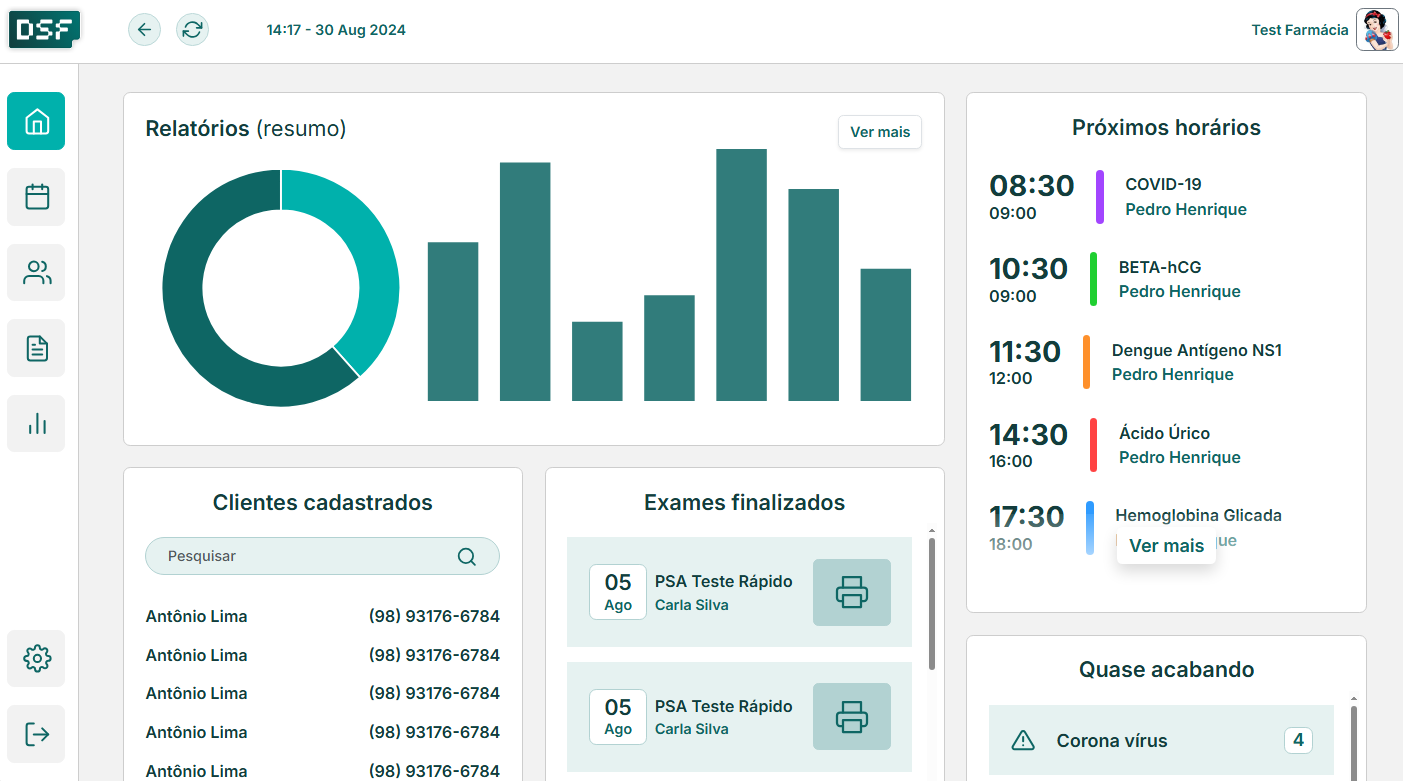 DSF
14:17 - 30 Aug 2024
Test Farmácia
Relatórios (resumo)
Ver mais
Próximos horários
08:30
09:00
COVID-19
Pedro Henrique
10:30
09:00
BETA-hCG
Pedro Henrique
11:30
12:00
Dengue Antígeno NS1
Pedro Henrique
14:30
16:00
Ácido Úrico
Pedro Henrique
17:30
18:00
Hemoglobina Glicada
Ver mais
Clientes cadastrados
Pesquisar
Antônio Lima (98) 93176-6784
Antônio Lima (98) 93176-6784
Antônio Lima (98) 93176-6784
Antônio Lima (98) 93176-6784
Antônio Lima (98) 93176-6784
Exames finalizados
05
Ago
PSA Teste Rápido
Carla Silva
05
Ago
PSA Teste Rápido
Carla Silva
Quase acabando
Corona vírus 4